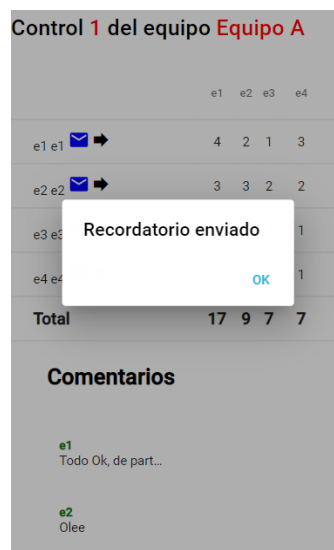 Control 1 del equipo Equipo A
e1 e2 e3 e4
e1 e1 4 2 1 3
e2 e2 3 3 2 2
Recordatorio enviado
e3 1
e4 1
OK
Total 17 9 7 7
Comentarios
e1
Todo Ok, de part...
e2
Olee